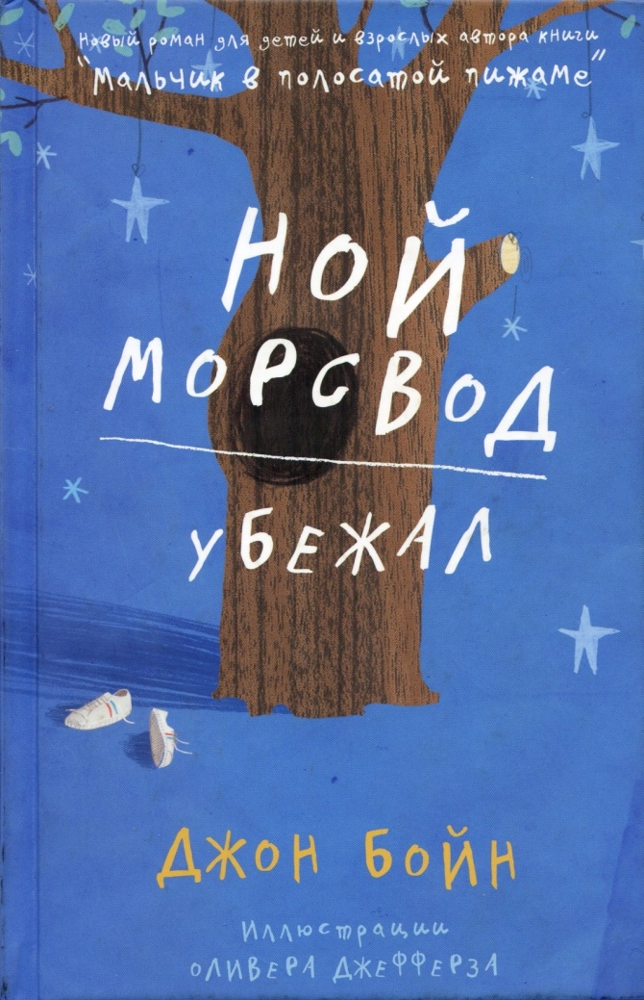 Новый роман для детей и взрослых автора книги
"Мальчик в полосатой пижаме"
НОЙ
МОРСВОД
УБЕЖАЛ
ДЖОН БОЙН
Иллюстрации
ОЛИВЕРА ДЖЕФФЕРЗА